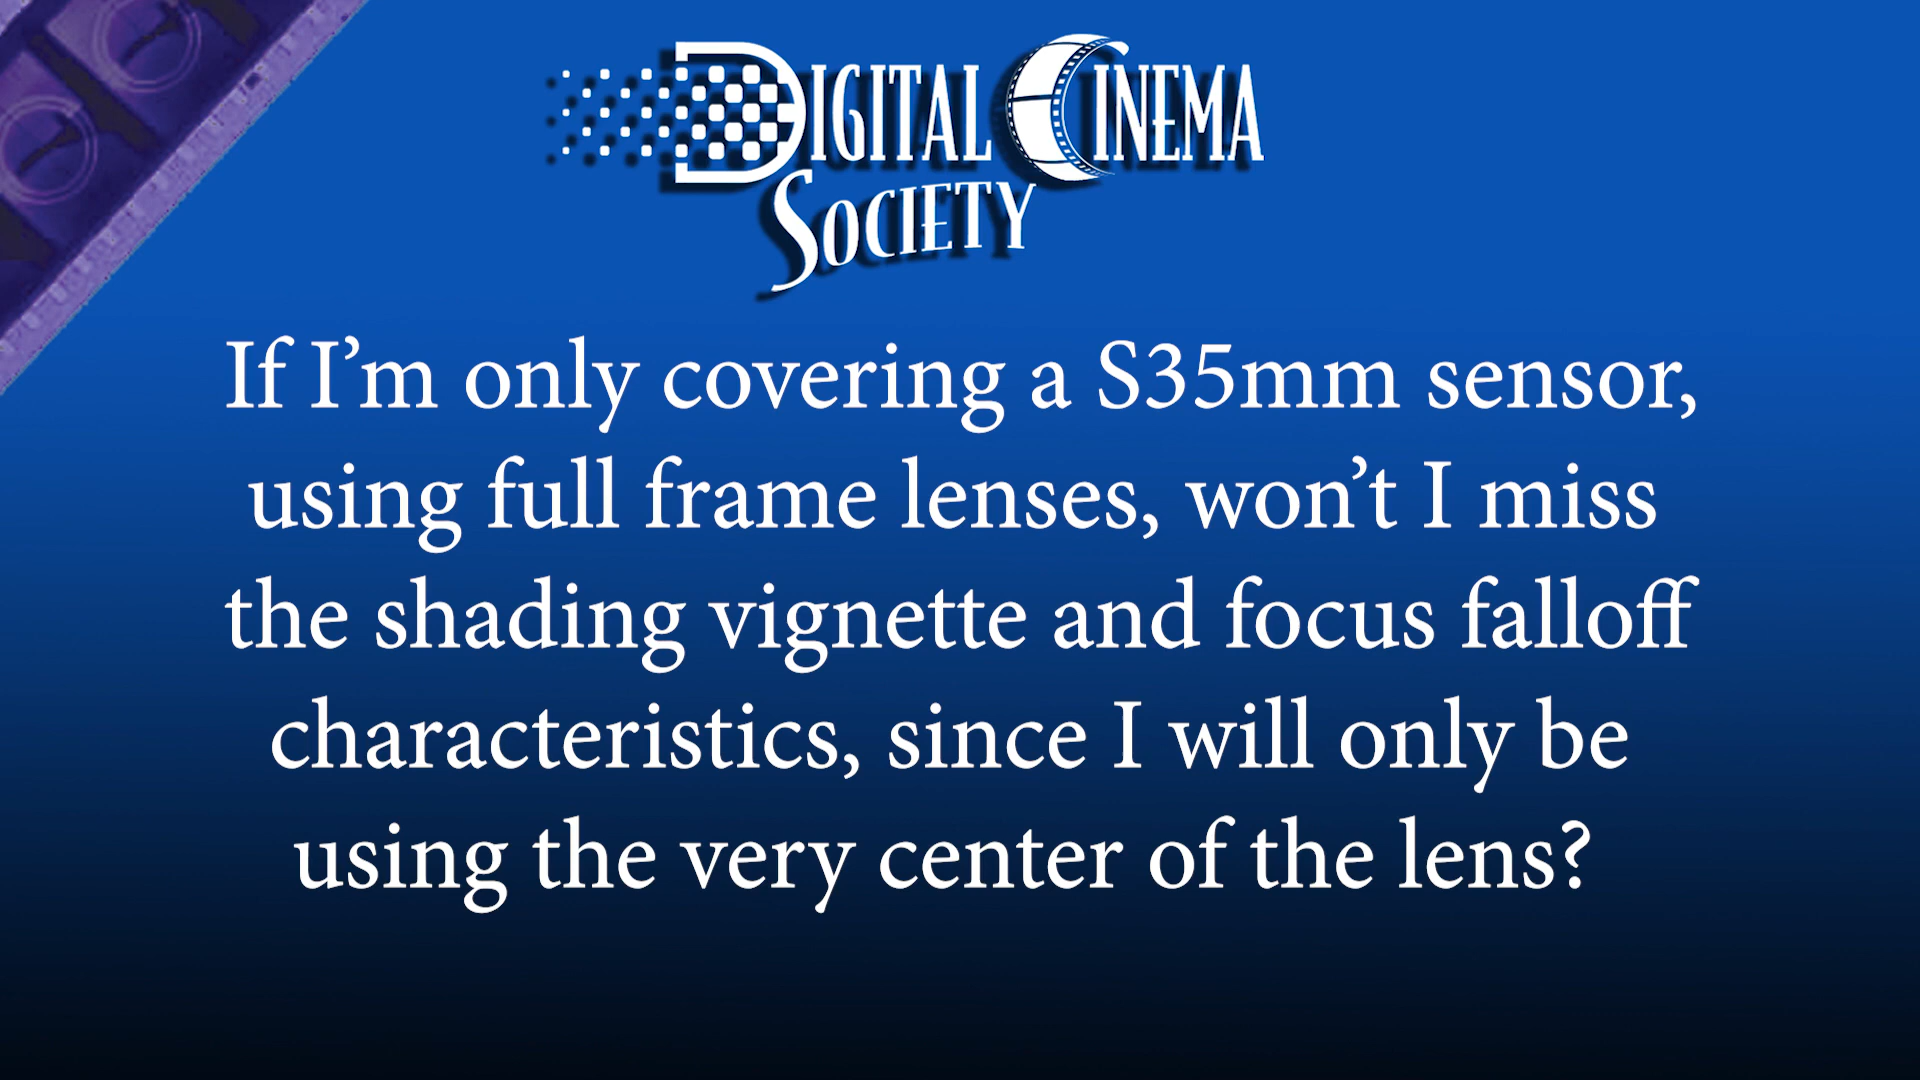 DIGITAL CINEMA
SOCIETY
If I’m only covering a S35mm sensor,
using full frame lenses, won’t I miss
the shading vignette and focus falloff
characteristics, since I will only be
using the very center of the lens?